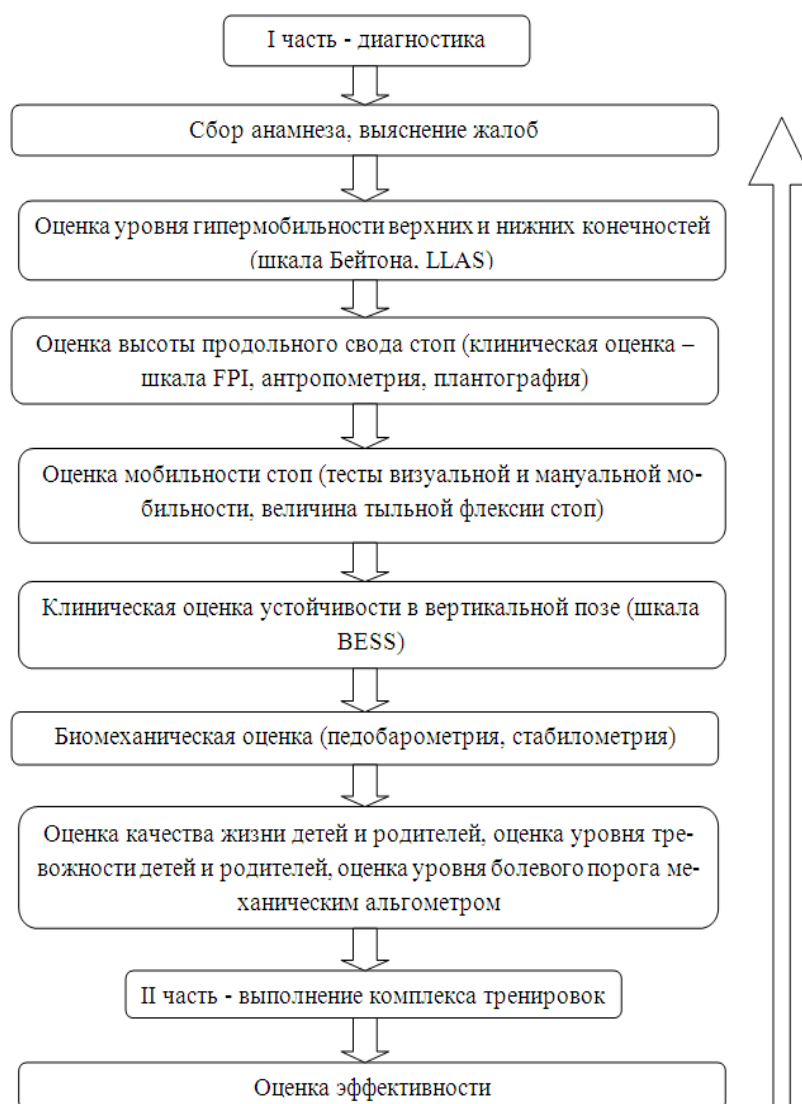 I часть - диагностика
Сбор анамнеза, выяснение жалоб
Оценка уровня гипермобильности верхних и нижних конечностей
(шкала Бейтона. LLAS)
Оценка высоты продольного свода стоп (клиническая оценка –
шкала FPI, антропометрия, плантография)
Оценка мобильности стоп (тесты визуальной и мануальной мо-
бильности, величина тыльной флексии стоп)
Клиническая оценка устойчивости в вертикальной позе (шкала
BESS)
Биомеханическая оценка (педобарометрия, стабилометрия)
Оценка качества жизни детей и родителей, оценка уровня тре-
вожности детей и родителей, оценка уровня болевого порога ме-
ханическим альгометром
II часть - выполнение комплекса тренировок
Оценка эффективности